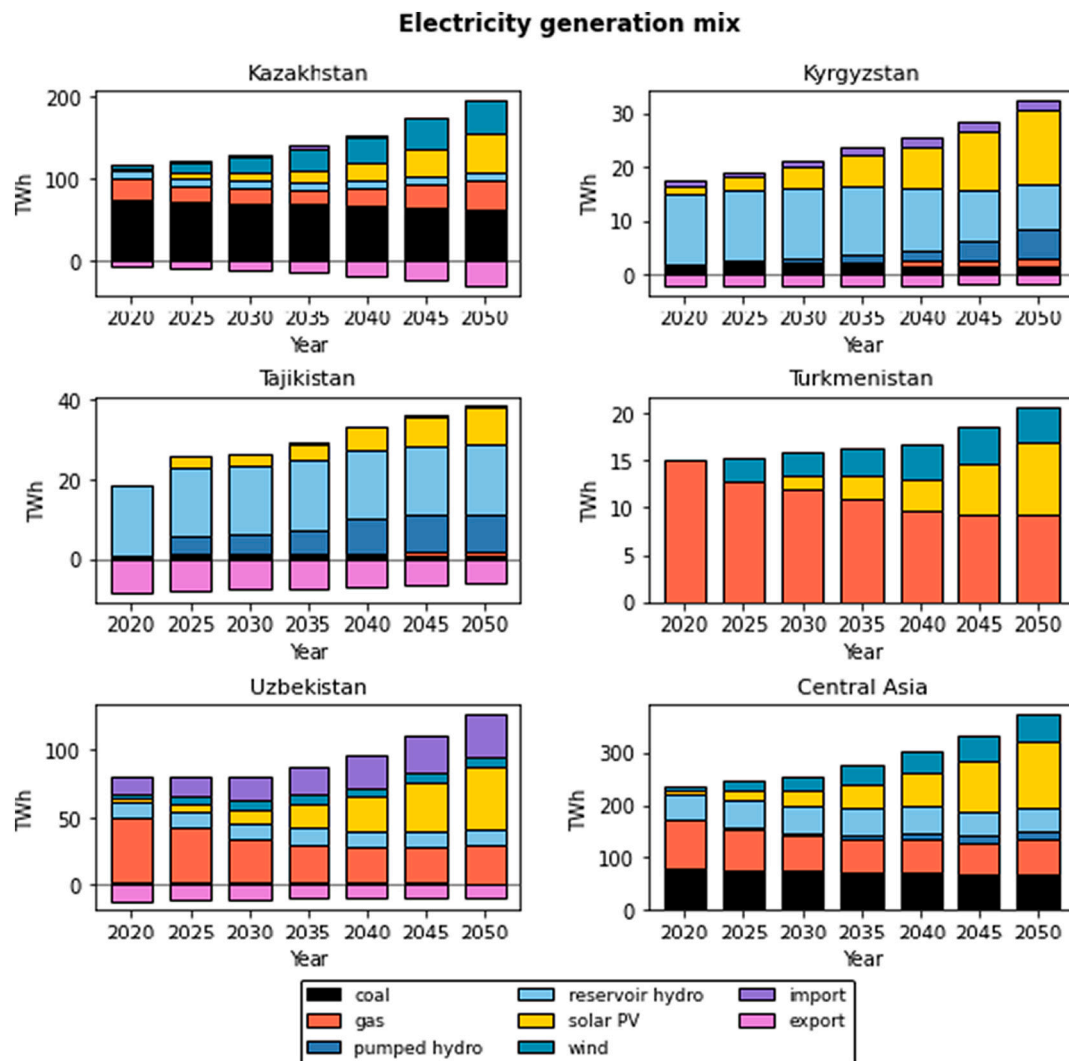 Electricity generation mix
Kazakhstan
200
100
0
TWh
2020 2025 2030 2035 2040 2045 2050
Year
Kyrgyzstan
30
20
10
0
TWh
2020 2025 2030 2035 2040 2045 2050
Year
Tajikistan
40
20
0
TWh
2020 2025 2030 2035 2040 2045 2050
Year
Turkmenistan
20
15
10
5
0
TWh
2020 2025 2030 2035 2040 2045 2050
Year
Uzbekistan
100
50
0
TWh
2020 2025 2030 2035 2040 2045 2050
Year
Central Asia
300
200
100
0
TWh
2020 2025 2030 2035 2040 2045 2050
Year
coal
gas
pumped hydro
reservoir hydro
solar PV
wind
import
export